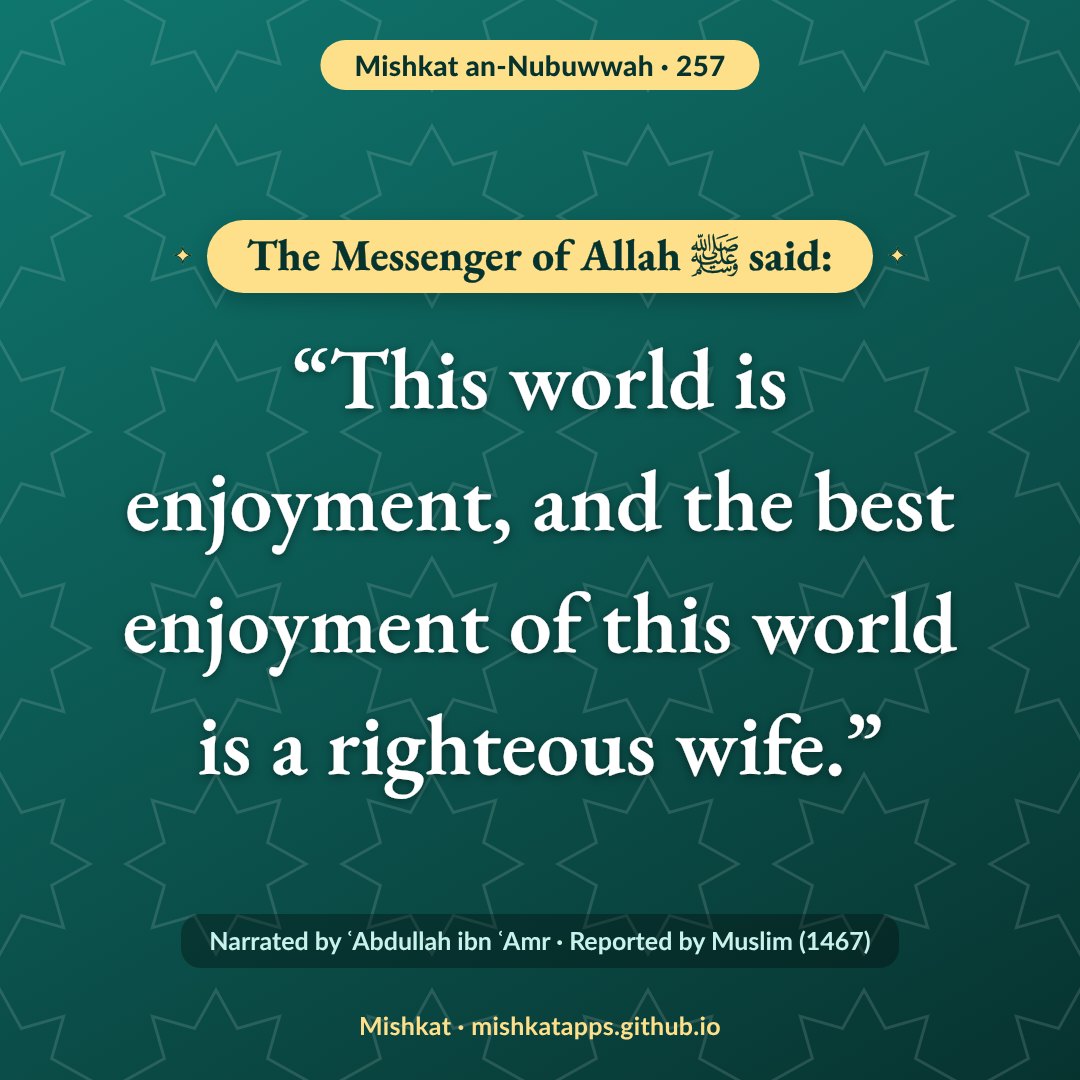 Mishkat an-Nubuwwah · 257
The Messenger of Allah ﷺ said:
“This world is
enjoyment, and the best
enjoyment of this world
is a righteous wife.”
Narrated by ʿAbdullah ibn ʿAmr · Reported by Muslim (1467)
Mishkat · mishkatapps.github.io